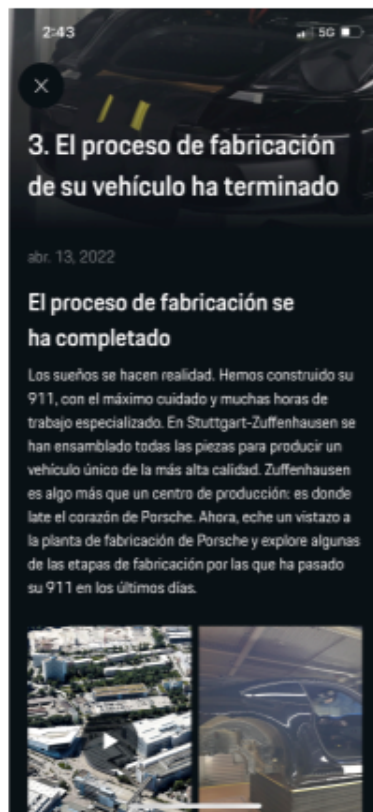 2:43
5G
3. El proceso de fabricación
de su vehículo ha terminado
abr. 13, 2022
El proceso de fabricación se
ha completado
Los sueños se hacen realidad. Hemos construido su
911, con el máximo cuidado y muchas horas de
trabajo especializado. En Stuttgart-Zuffenhausen se
han ensamblado todas las piezas para producir un
vehículo único de la más alta calidad. Zuffenhausen
es algo más que un centro de producción: es donde
late el corazón de Porsche. Ahora, eche un vistazo a
la planta de fabricación de Porsche y explore algunas
de las etapas de fabricación por las que ha pasado
su 911 en los últimos días.